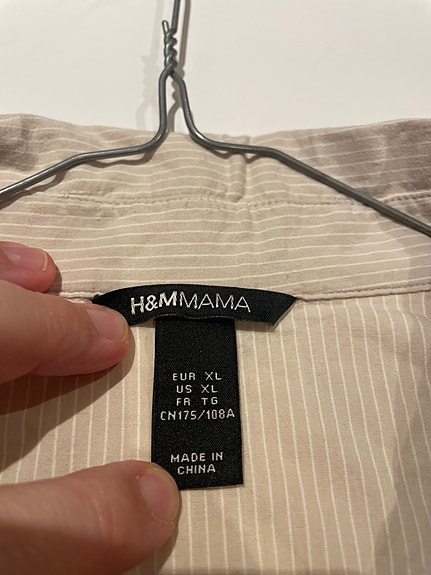 H&MMAMA
EUR XL
US XL
FR TG
CN175/108A
MADE IN
CHINA